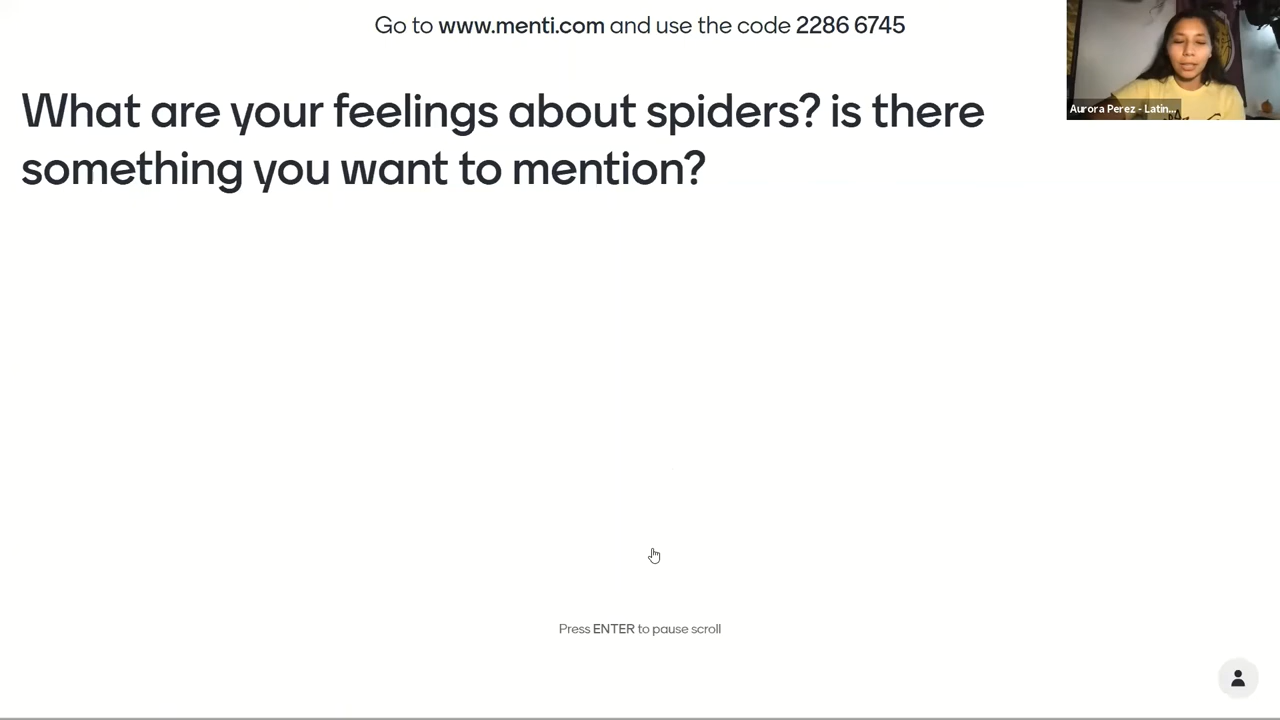 Go to www.menti.com and use the code 2286 6745
What are your feelings about spiders? is there
something you want to mention?
Aurora Perez - Latin...
Press ENTER to pause scroll